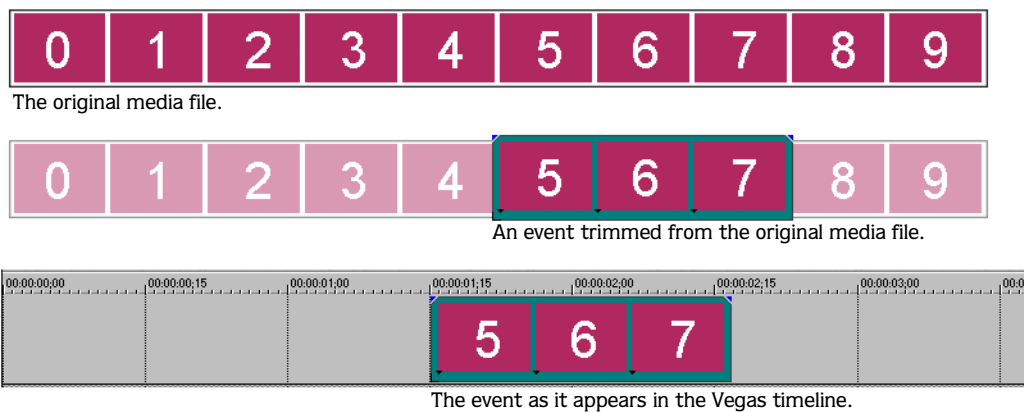 0 1 2 3 4 5 6 7 8 9
The original media file.
0 1 2 3 4 5 6 7 8 9
An event trimmed from the original media file.
00:00:00;00 00:00:00;15 00:00:01;00 00:00:01;15 00:00:02;00 00:00:02;15 00:00:03;00 00:0
5 6 7
The event as it appears in the Vegas timeline.